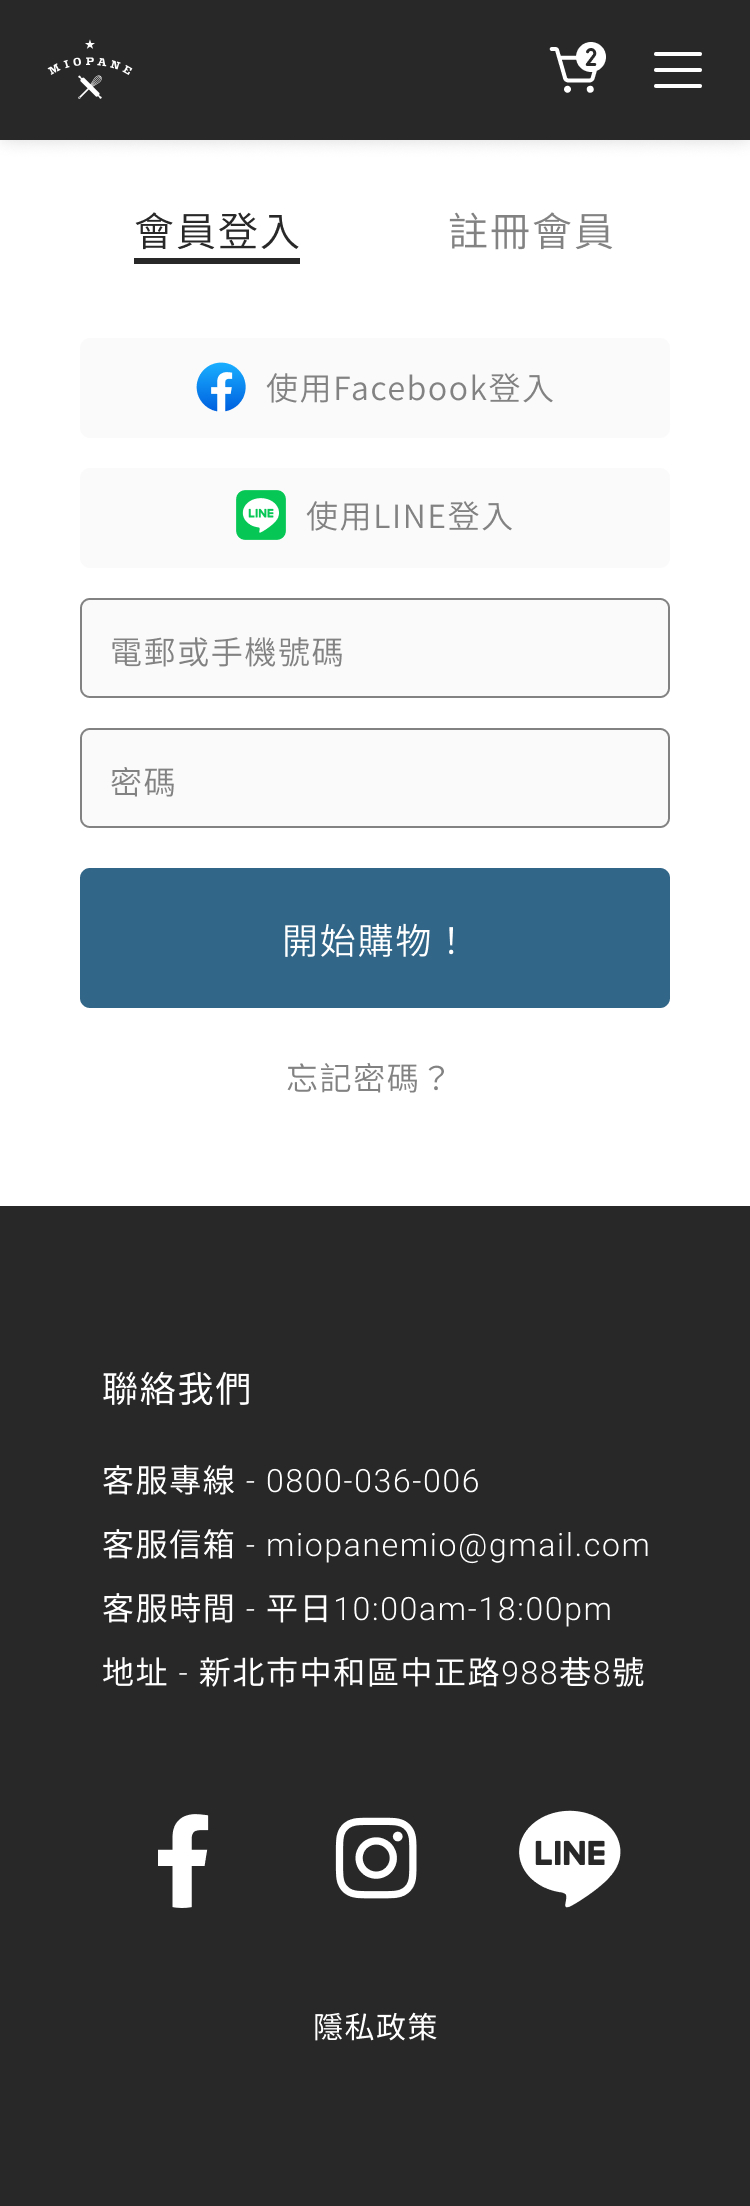 MIOPANE
2
會員登入
註冊會員
使用Facebook登入
LINE
使用LINE登入
電郵或手機號碼
密碼
開始購物！
忘記密碼？
聯絡我們
客服專線 - 0800-036-006
客服信箱 - miopanemio@gmail.com
客服時間 - 平日10:00am-18:00pm
地址 - 新北市中和區中正路988巷8號
LINE
隱私政策